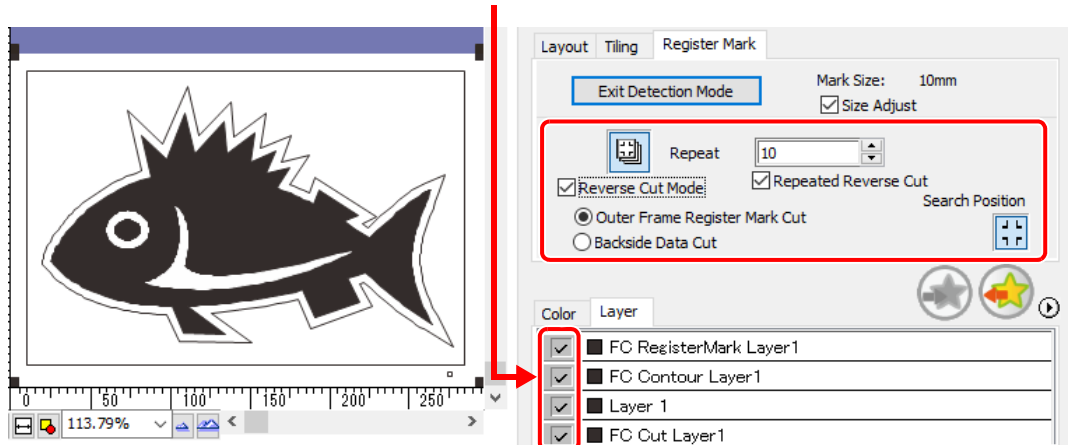 Layout Tiling Register Mark
Exit Detection Mode
Mark Size: 10mm
Size Adjust
Repeat 10
Reverse Cut Mode
Repeated Reverse Cut
Search Position
Outer Frame Register Mark Cut
Backside Data Cut
Color Layer
FC RegisterMark Layer1
FC Contour Layer1
Layer 1
FC Cut Layer1
0 50 100 150 200 250
113.79%